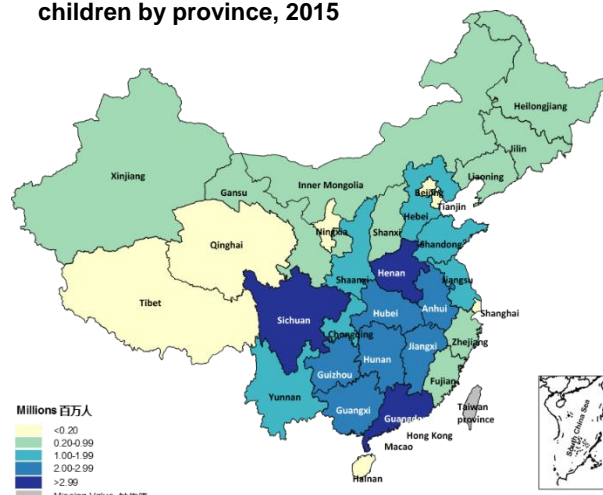 children by province, 2015
Heilongjiang
Jilin
Xinjiang
Liaoning
Inner Mongolia
Gansu
Beijing
Tianjin
Hebei
Ningxia
Shanxi
Qinghai
Shandong
Shaanxi
Henan
Jiangsu
Tibet
Anhui
Shanghai
Sichuan
Hubei
Chongqing
Zhejiang
Hunan
Jiangxi
Guizhou
Fujian
Yunnan
Guangxi
Taiwan
province
Hong Kong
Macao
Hainan
South China Sea
Millions 百万人
<0.20
0.20-0.99
1.00-1.99
2.00-2.99
>2.99